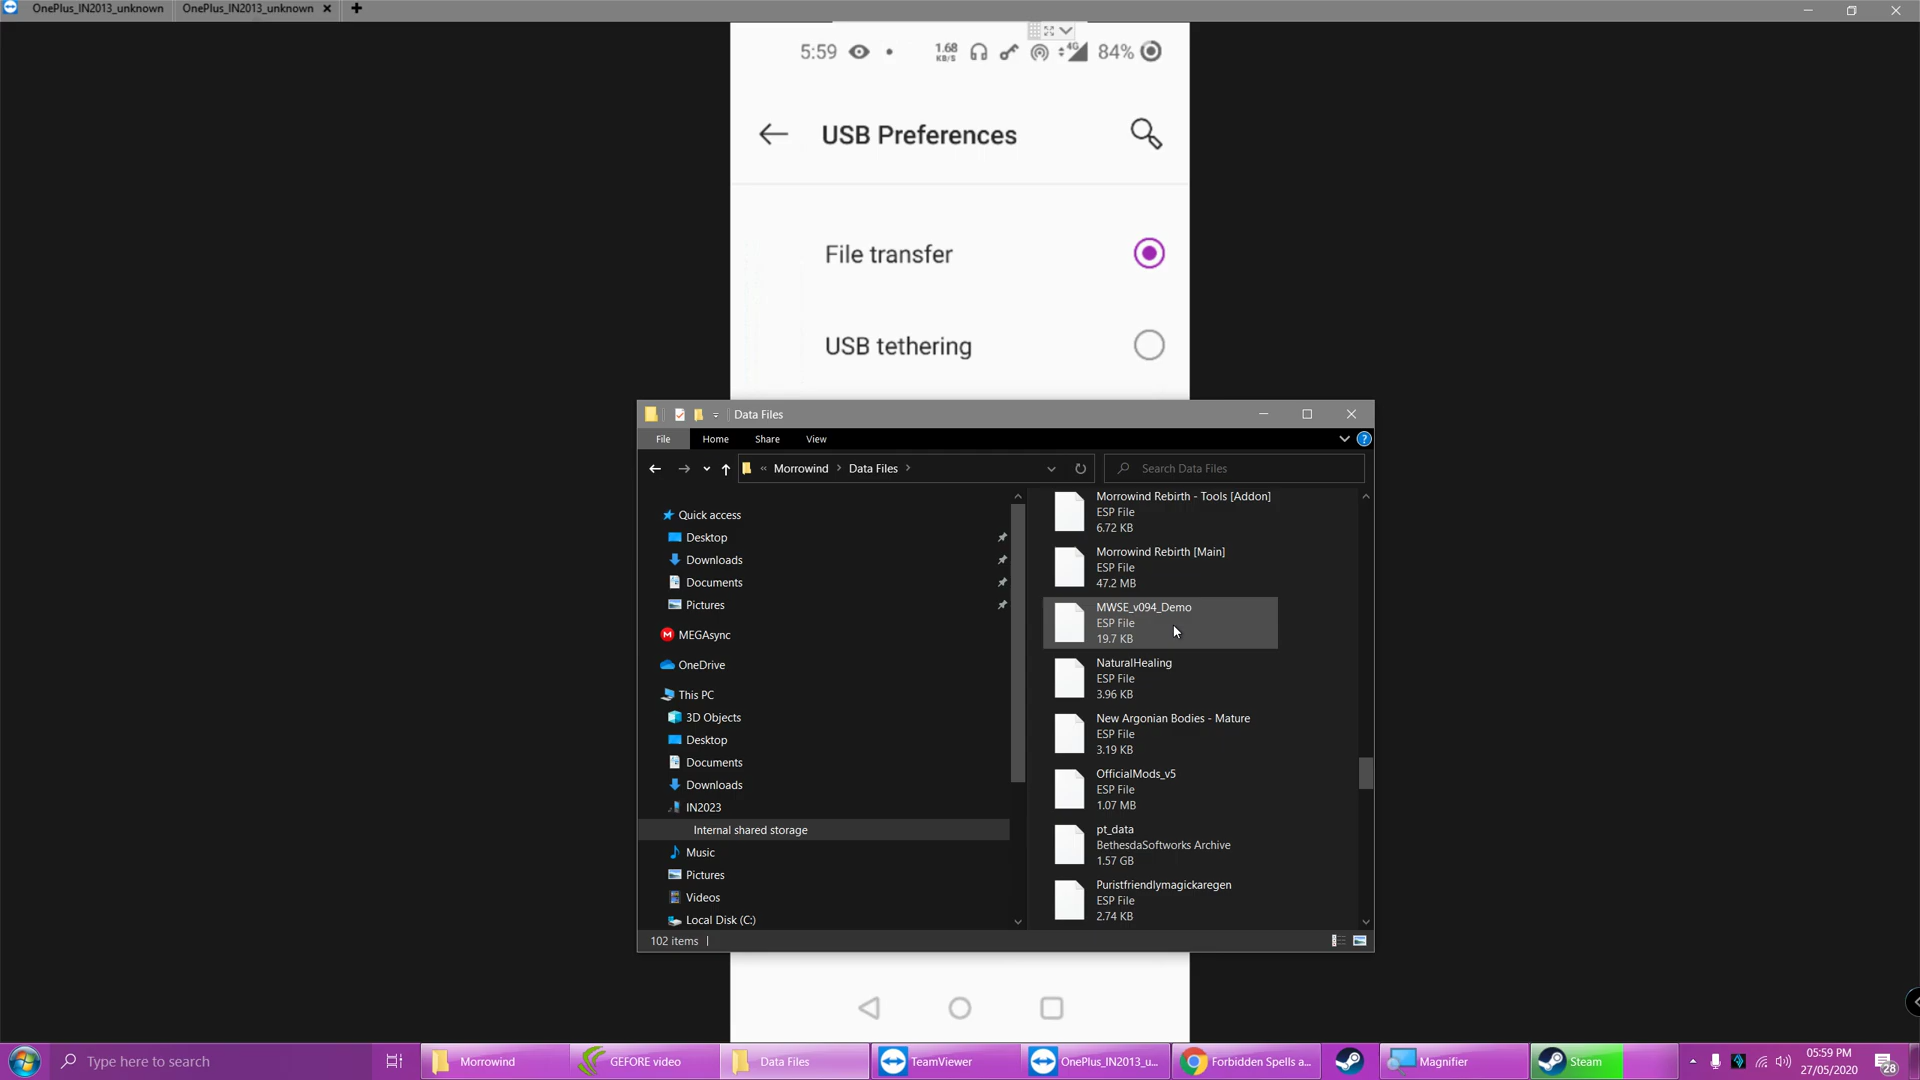 OnePlus_IN2013_unknown
OnePlus_IN2013_unknown
5:59
1.68
KB/S
4G
84%
USB Preferences
File transfer
USB tethering
Data Files
File
Home
Share
View
«
Morrowind
Data Files
Search Data Files
Quick access
Desktop
Downloads
Documents
Pictures
MEGAsync
OneDrive
This PC
3D Objects
Desktop
Documents
Downloads
IN2023
Internal shared storage
Music
Pictures
Videos
Local Disk (C:)
Morrowind Rebirth - Tools [Addon]
ESP File
6.72 KB
Morrowind Rebirth [Main]
ESP File
47.2 MB
MWSE_v094_Demo
ESP File
19.7 KB
NaturalHealing
ESP File
3.96 KB
New Argonian Bodies - Mature
ESP File
3.19 KB
OfficialMods_v5
ESP File
1.07 MB
pt_data
BethesdaSoftworks Archive
1.57 GB
Puristfriendlymagickaregen
ESP File
2.74 KB
102 items
Type here to search
Morrowind
GEFORE video
Data Files
TeamViewer
OnePlus_IN2013_u...
Forbidden Spells a...
Magnifier
Steam
05:59 PM
27/05/2020
28